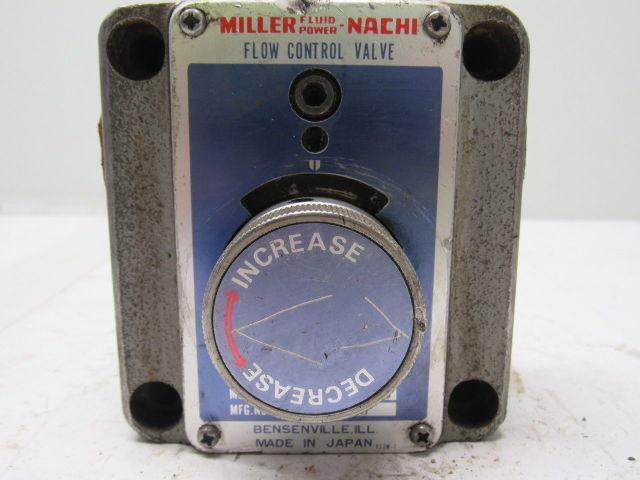 MILLER FLUID POWER - NACHI
FLOW CONTROL VALVE
INCREASE
DECREASE
MFG.NO
BENSENVILLE, ILL
MADE IN JAPAN